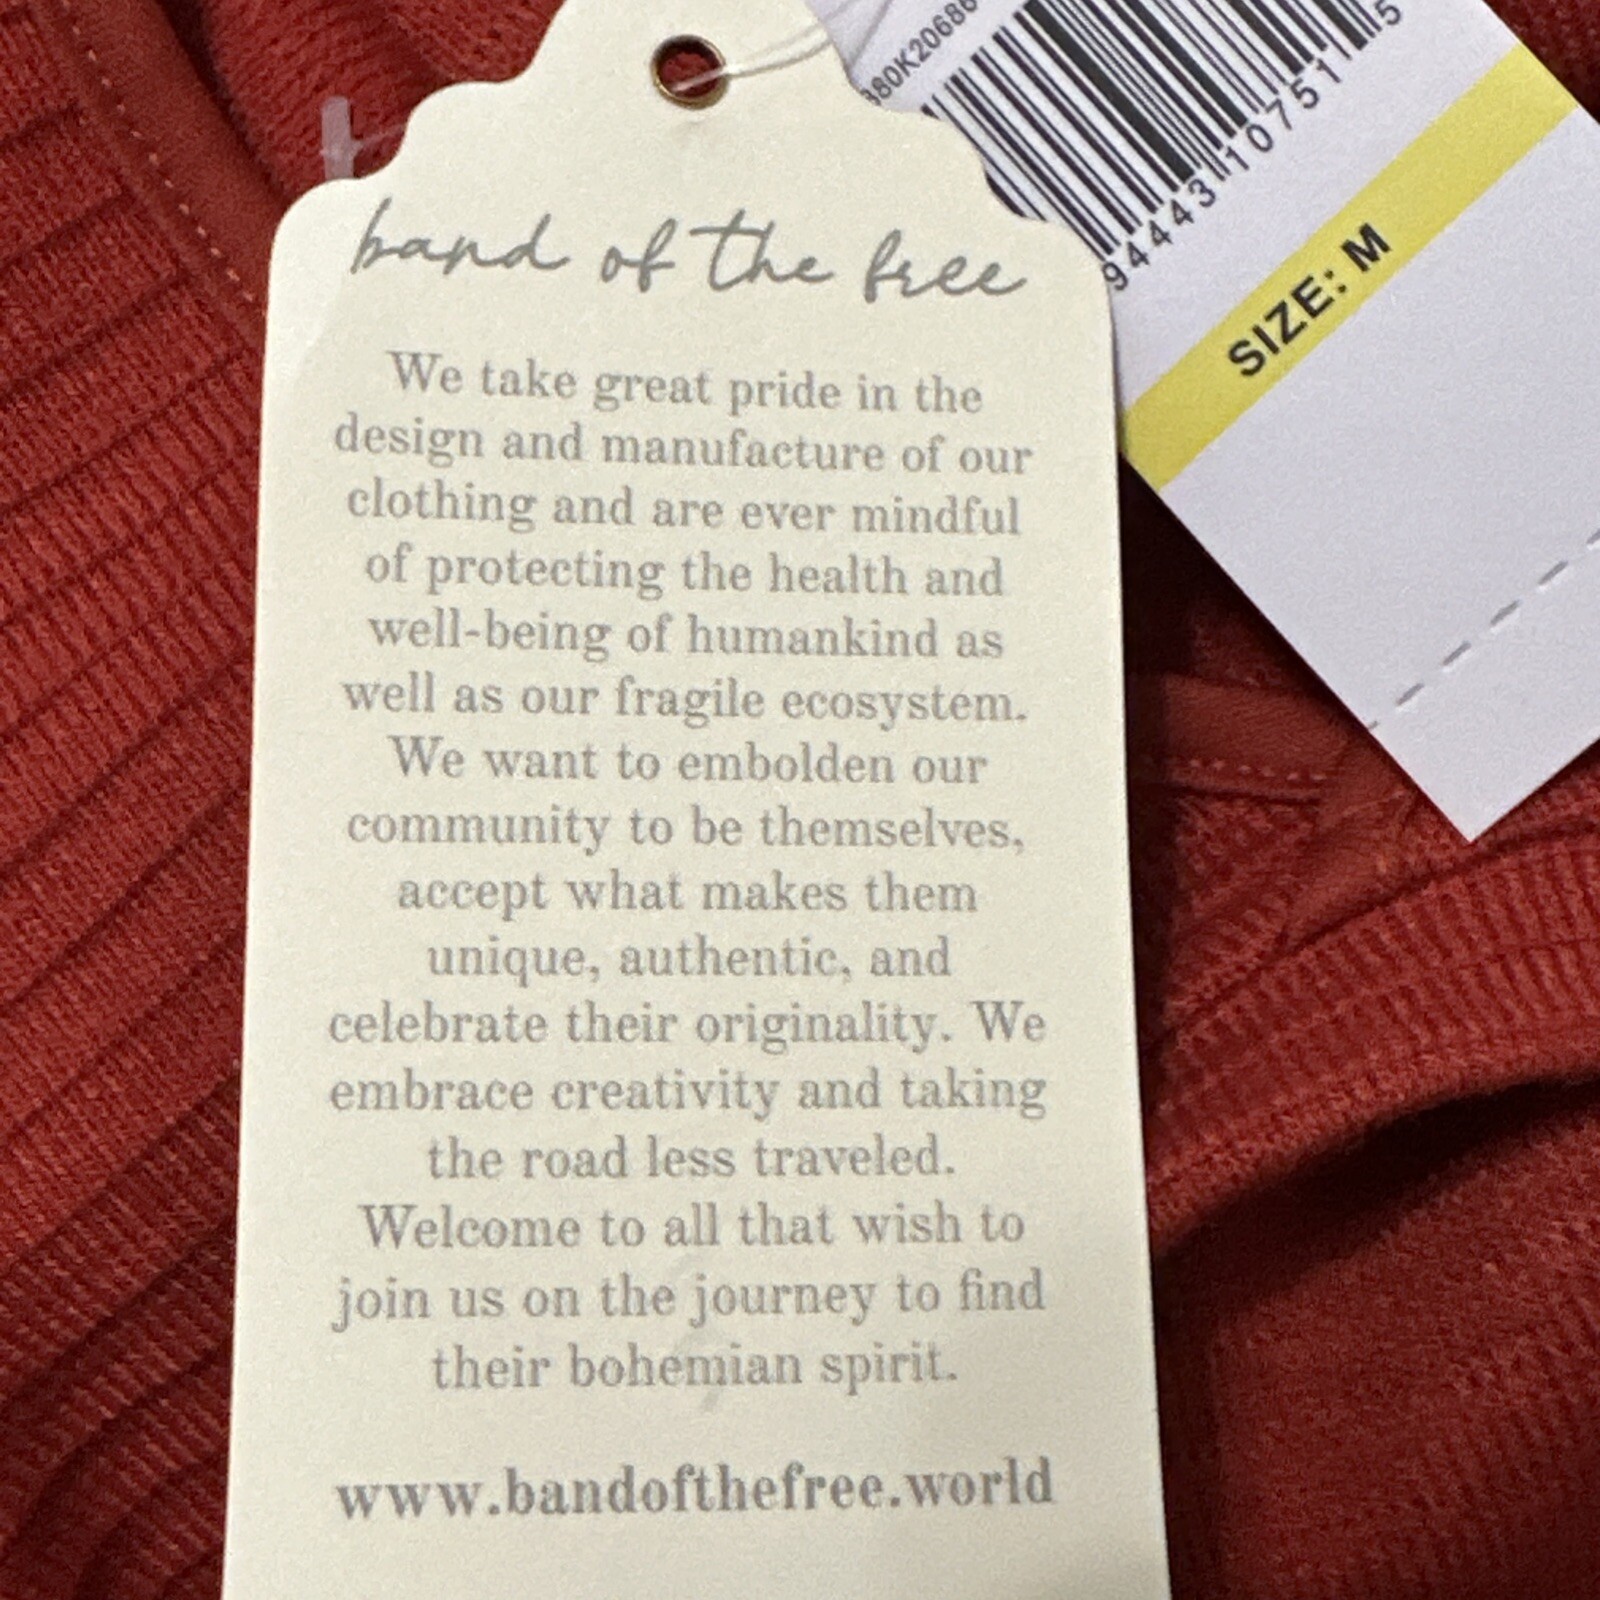 band of the free
We take great pride in the
design and manufacture of our
clothing and are ever mindful
of protecting the health and
well-being of humankind as
well as our fragile ecosystem.
We want to embolden our
community to be themselves,
accept what makes them
unique, authentic, and
celebrate their originality. We
embrace creativity and taking
the road less traveled.
Welcome to all that wish to
join us on the journey to find
their bohemian spirit.
www.bandofthefree.world
94443 10751 5
SIZE: M